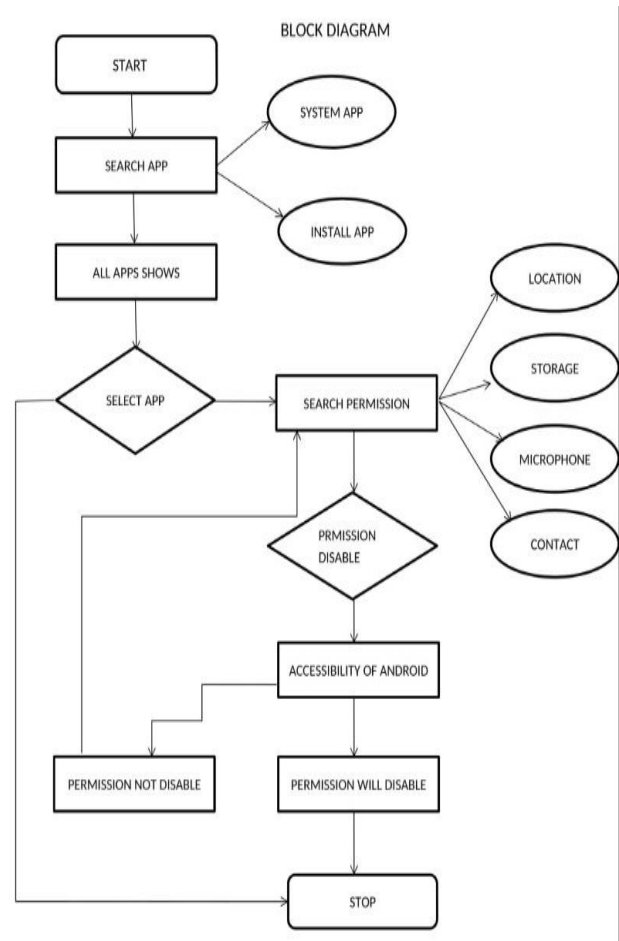 BLOCK DIAGRAM
START
SYSTEM APP
SEARCH APP
INSTALL APP
ALL APPS SHOWS
LOCATION
STORAGE
SELECT APP
SEARCH PERMISSION
MICROPHONE
PRMISSION
DISABLE
CONTACT
ACCESSIBILITY OF ANDROID
PERMISSION NOT DISABLE
PERMISSION WILL DISABLE
STOP